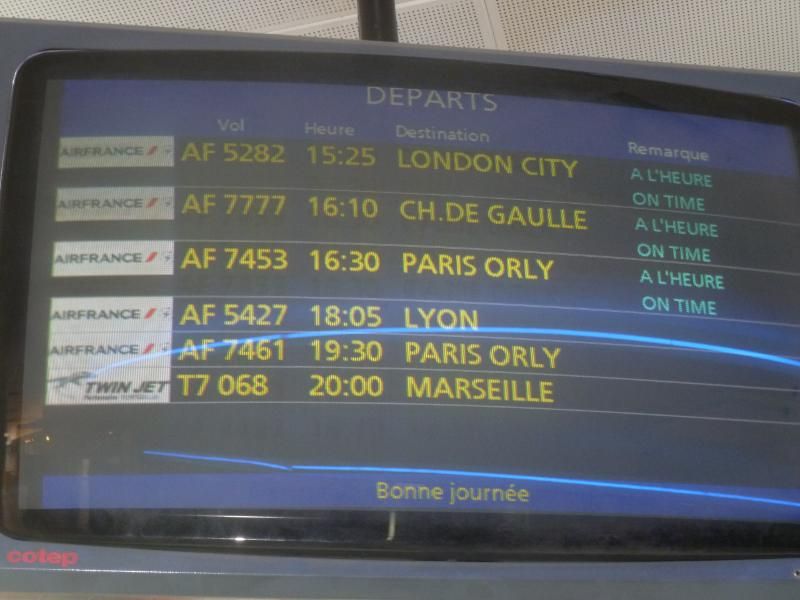 DEPARTS
Vol Heure Destination Remarque
AIRFRANCE AF 5282 15:25 LONDON CITY A L'HEURE
ON TIME
AIRFRANCE AF 7777 16:10 CH.DE GAULLE A L'HEURE
ON TIME
AIRFRANCE AF 7453 16:30 PARIS ORLY A L'HEURE
ON TIME
AIRFRANCE AF 5427 18:05 LYON
AIRFRANCE AF 7461 19:30 PARIS ORLY
TWIN JET T7 068 20:00 MARSEILLE
Bonne journée
cotep